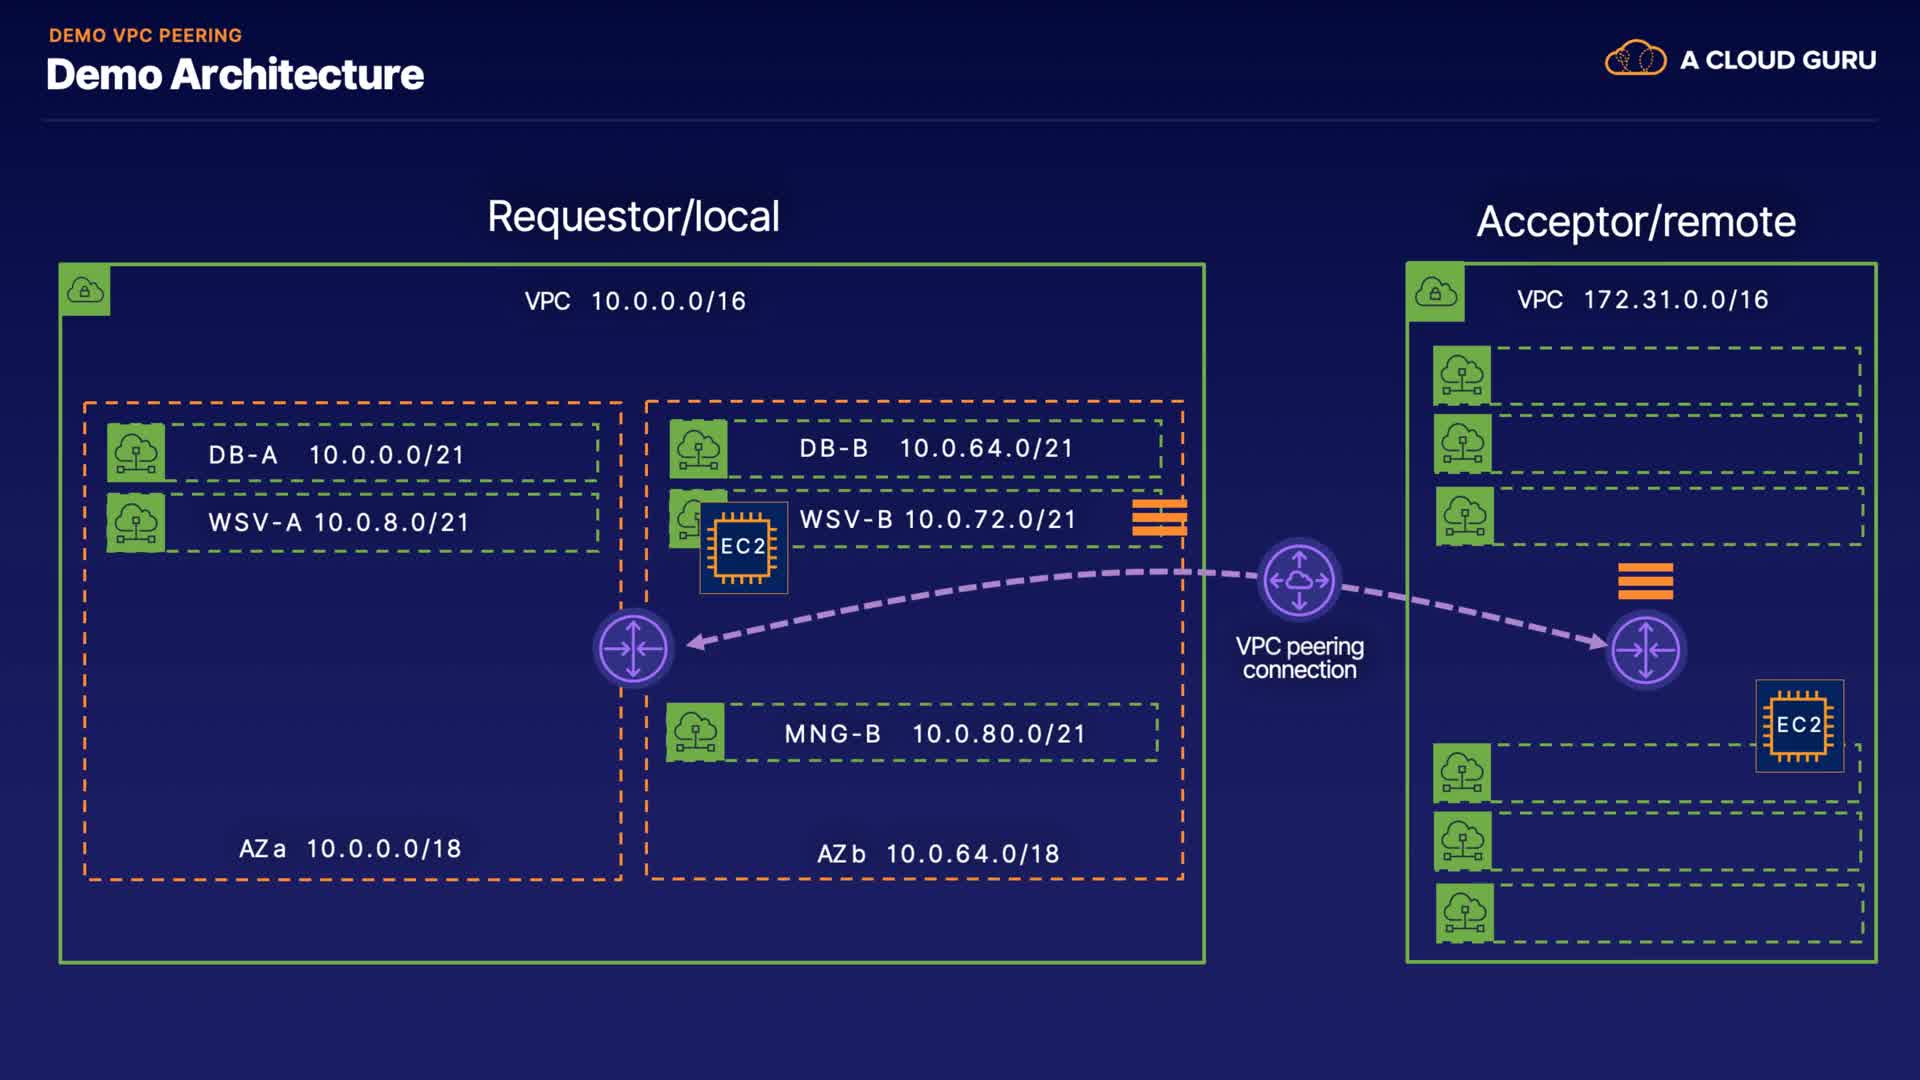 DEMO VPC PEERING
Demo Architecture
A CLOUD GURU
Requestor/local
Acceptor/remote
VPC 10.0.0.0/16
VPC 172.31.0.0/16
DB-A 10.0.0.0/21
WSV-A 10.0.8.0/21
DB-B 10.0.64.0/21
WSV-B 10.0.72.0/21
EC2
VPC peering
connection
MNG-B 10.0.80.0/21
EC2
AZa 10.0.0.0/18
AZb 10.0.64.0/18